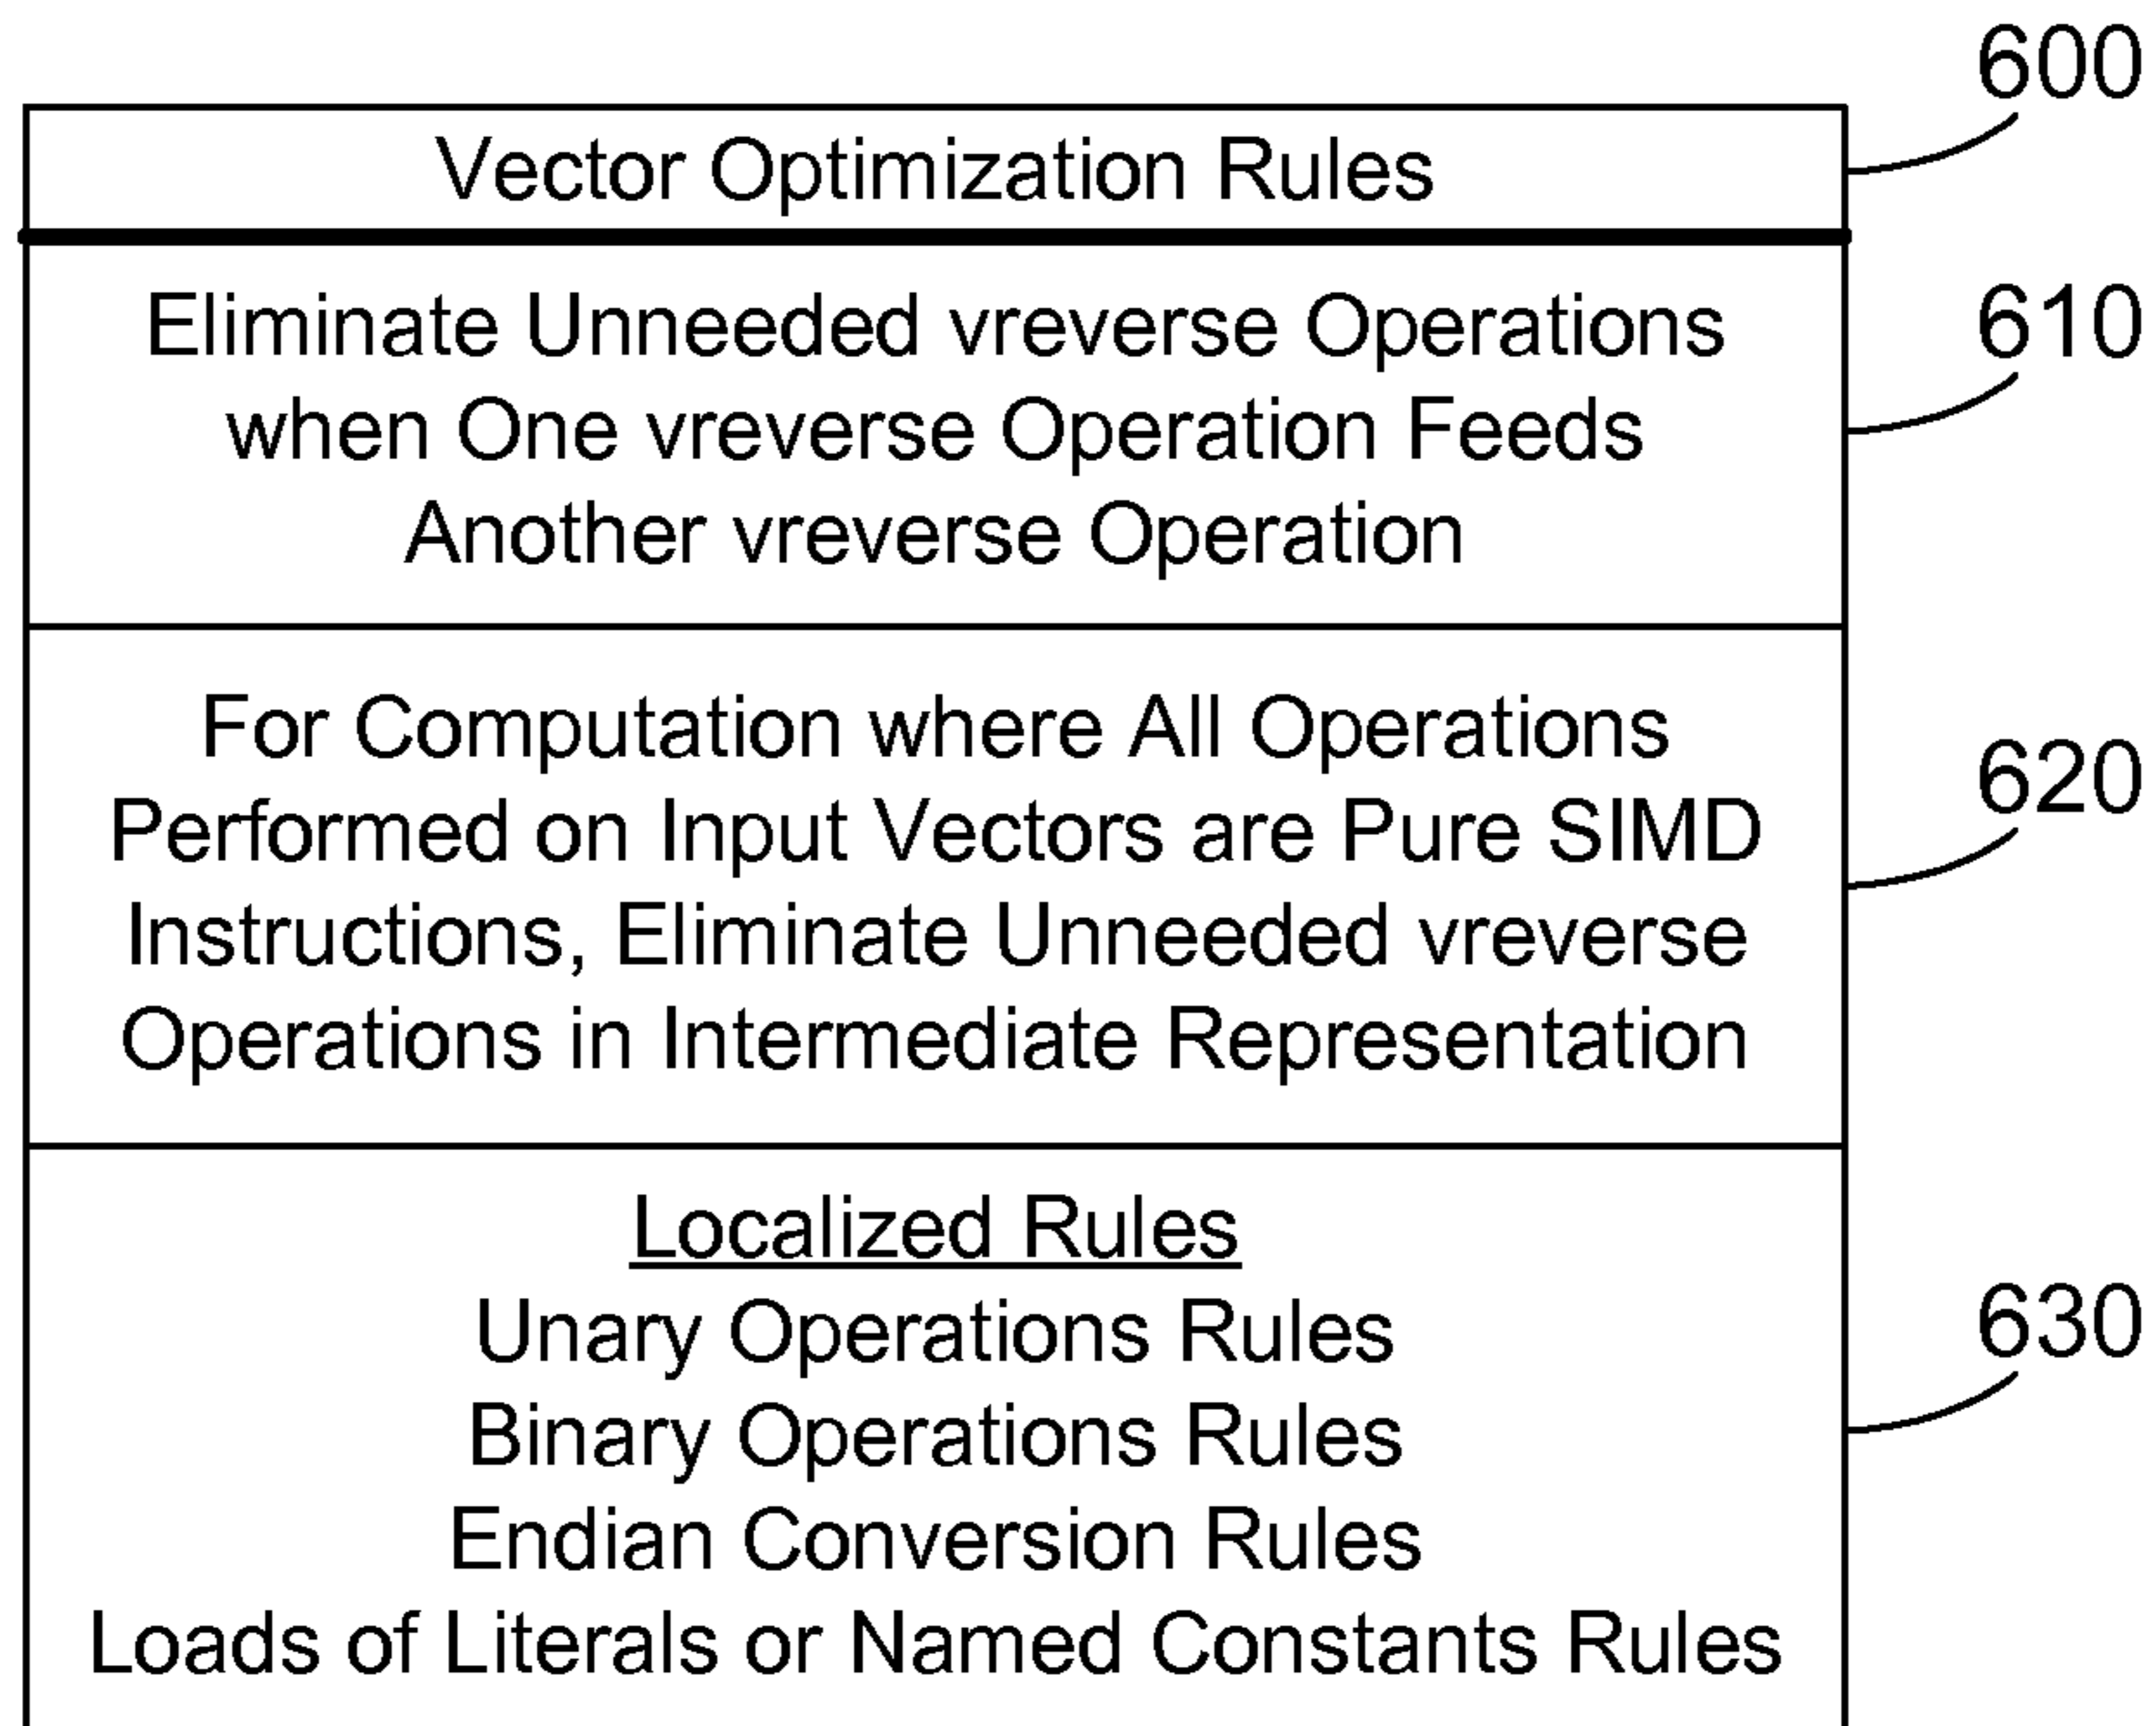 600
Vector Optimization Rules
Eliminate Unneeded vreverse Operations
when One vreverse Operation Feeds
Another vreverse Operation
610
For Computation where All Operations
Performed on Input Vectors are Pure SIMD
Instructions, Eliminate Unneeded vreverse
Operations in Intermediate Representation
620
Localized Rules
Unary Operations Rules
Binary Operations Rules
Endian Conversion Rules
Loads of Literals or Named Constants Rules
630